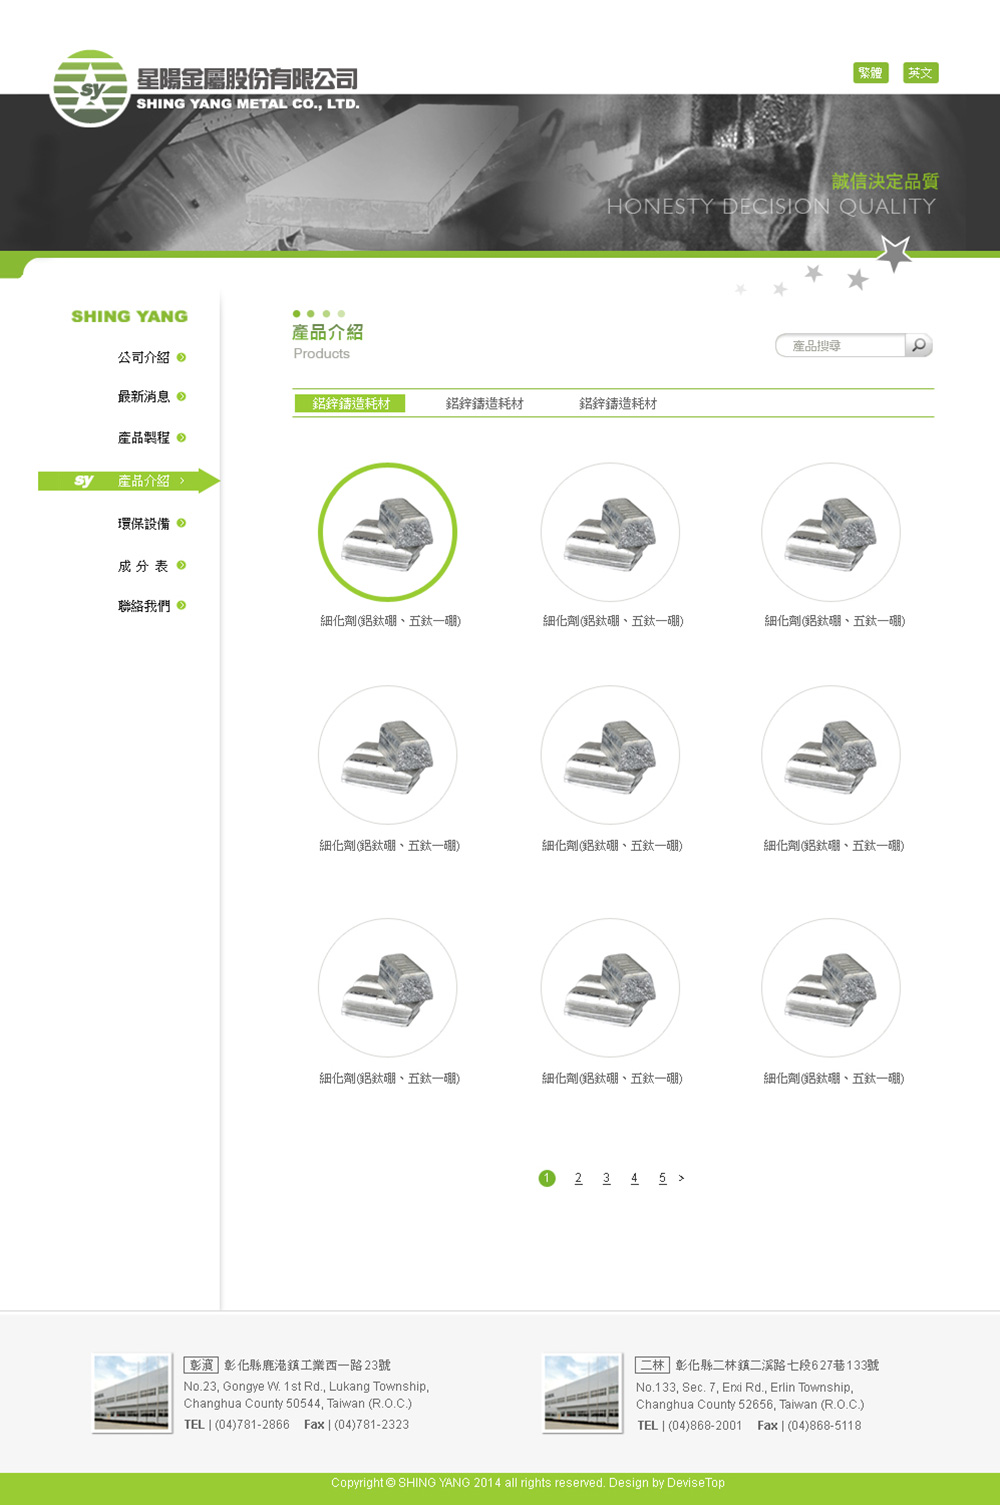 sy
星陽金屬股份有限公司
SHING YANG METAL CO., LTD.
繁體 英文
誠信決定品質
HONESTY DECISION QUALITY
SHING YANG
公司介紹
最新消息
產品製程
sy 產品介紹 >
環保設備
成 分 表
聯絡我們
產品介紹
Products
產品搜尋
鋁鋅鑄造耗材 鋁鋅鑄造耗材 鋁鋅鑄造耗材
細化劑(鋁鈦硼、五鈦一硼) 細化劑(鋁鈦硼、五鈦一硼) 細化劑(鋁鈦硼、五鈦一硼)
細化劑(鋁鈦硼、五鈦一硼) 細化劑(鋁鈦硼、五鈦一硼) 細化劑(鋁鈦硼、五鈦一硼)
細化劑(鋁鈦硼、五鈦一硼) 細化劑(鋁鈦硼、五鈦一硼) 細化劑(鋁鈦硼、五鈦一硼)
1 2 3 4 5 >
彰濱 彰化縣鹿港鎮工業西一路23號
No.23, Gongye W. 1st Rd., Lukang Township,
Changhua County 50544, Taiwan (R.O.C.)
TEL | (04)781-2866 Fax | (04)781-2323
二林 彰化縣二林鎮二溪路七段627巷133號
No.133, Sec. 7, Erxi Rd., Erlin Township,
Changhua County 52656, Taiwan (R.O.C.)
TEL | (04)868-2001 Fax | (04)868-5118
Copyright © SHING YANG 2014 all rights reserved. Design by DeviseTop